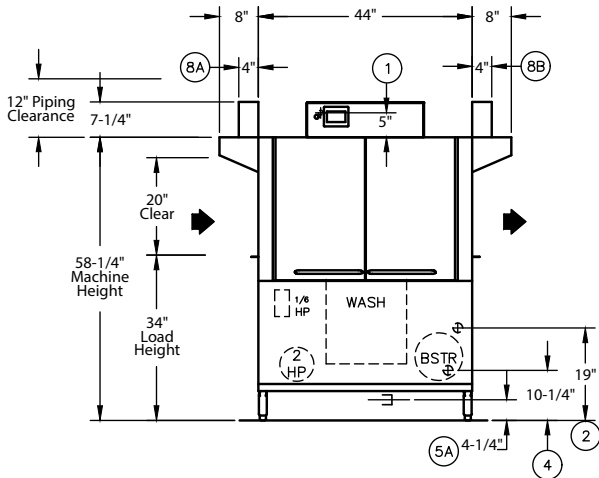 8"
44"
8"
8A
4"
1
4"
8B
12" Piping
Clearance
7-1/4"
5"
20"
Clear
58-1/4"
Machine
Height
34"
Load
Height
1/6
HP
WASH
2
HP
BSTR
19"
10-1/4"
5A
4-1/4"
4
2